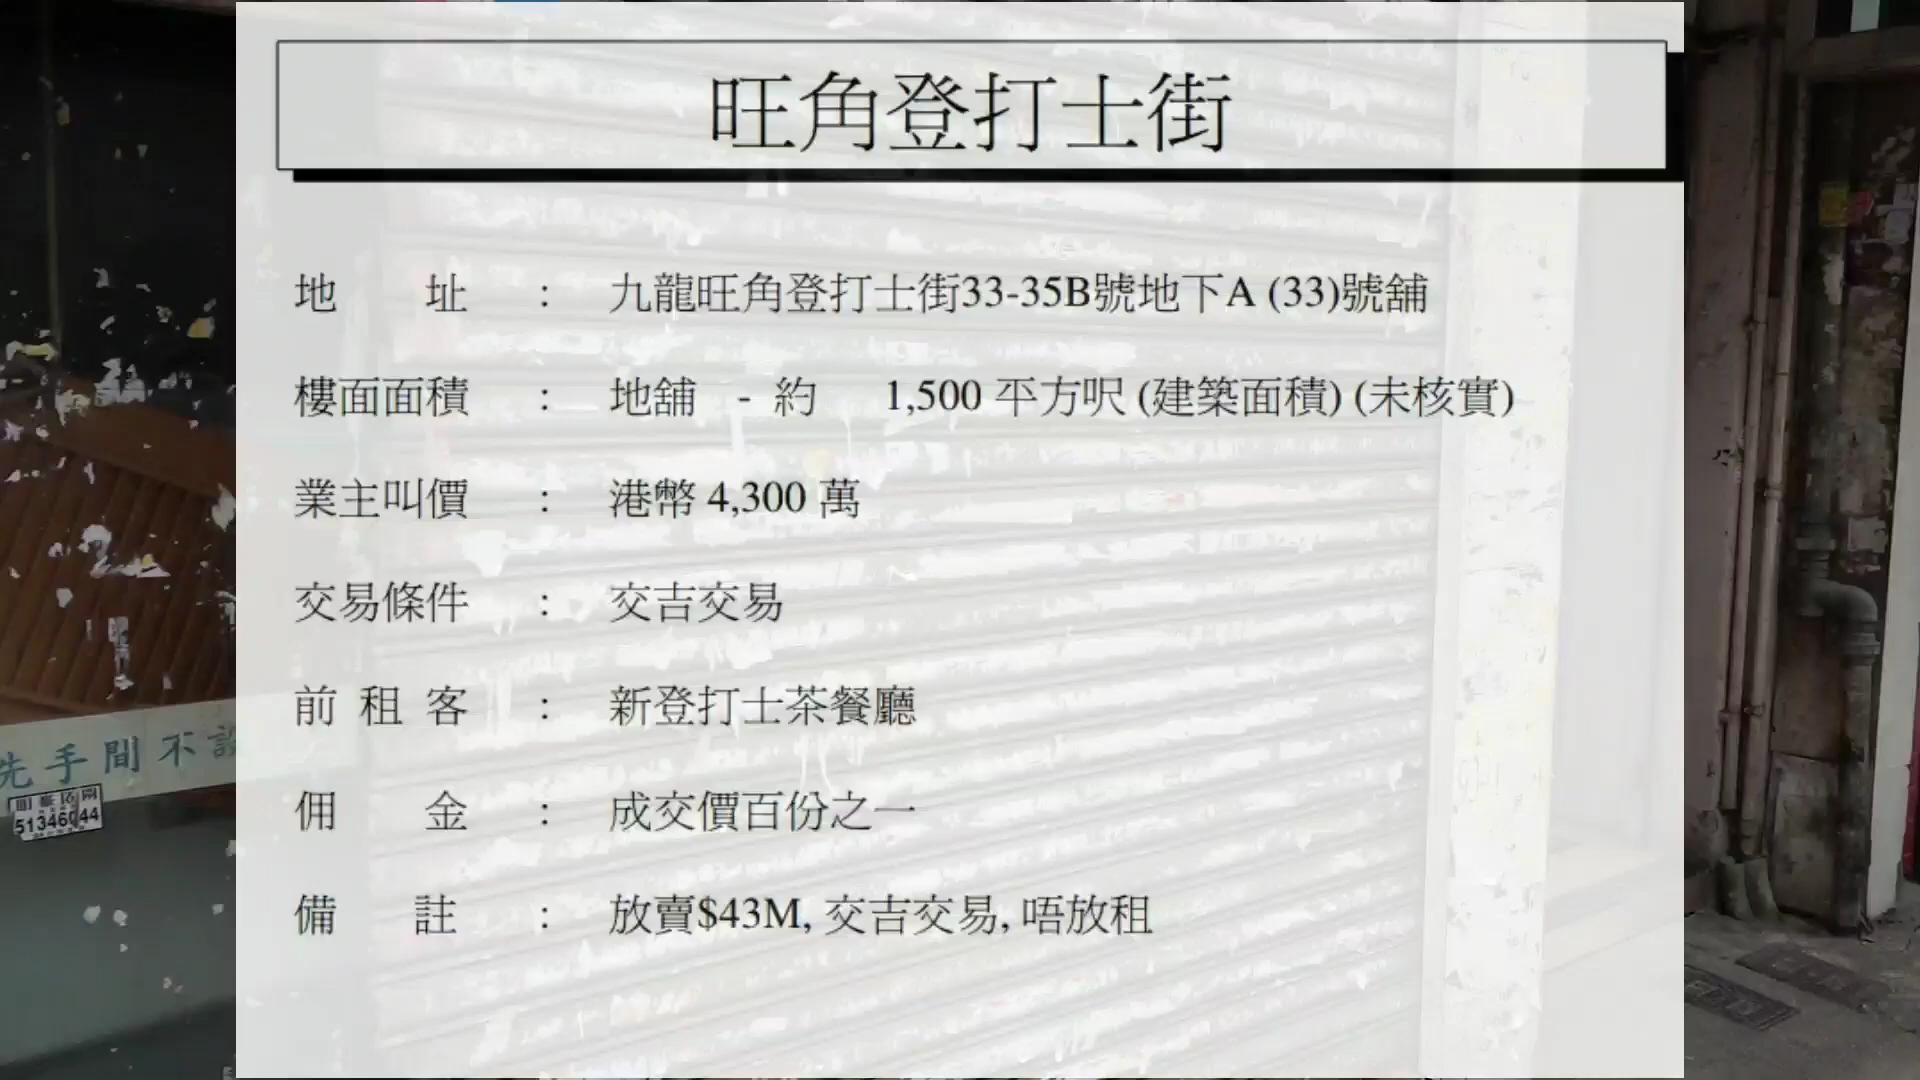 旺角登打士街
地 址 : 九龍旺角登打士街33-35B號地下A (33)號舖
樓面面積 : 地舖 - 約 1,500 平方呎 (建築面積) (未核實)
業主叫價 : 港幣 4,300 萬
交易條件 : 交吉交易
前 租 客 : 新登打士茶餐廳
洗手間不設
51346044
佣 金 : 成交價百份之一
備 註 : 放賣$43M, 交吉交易, 唔放租